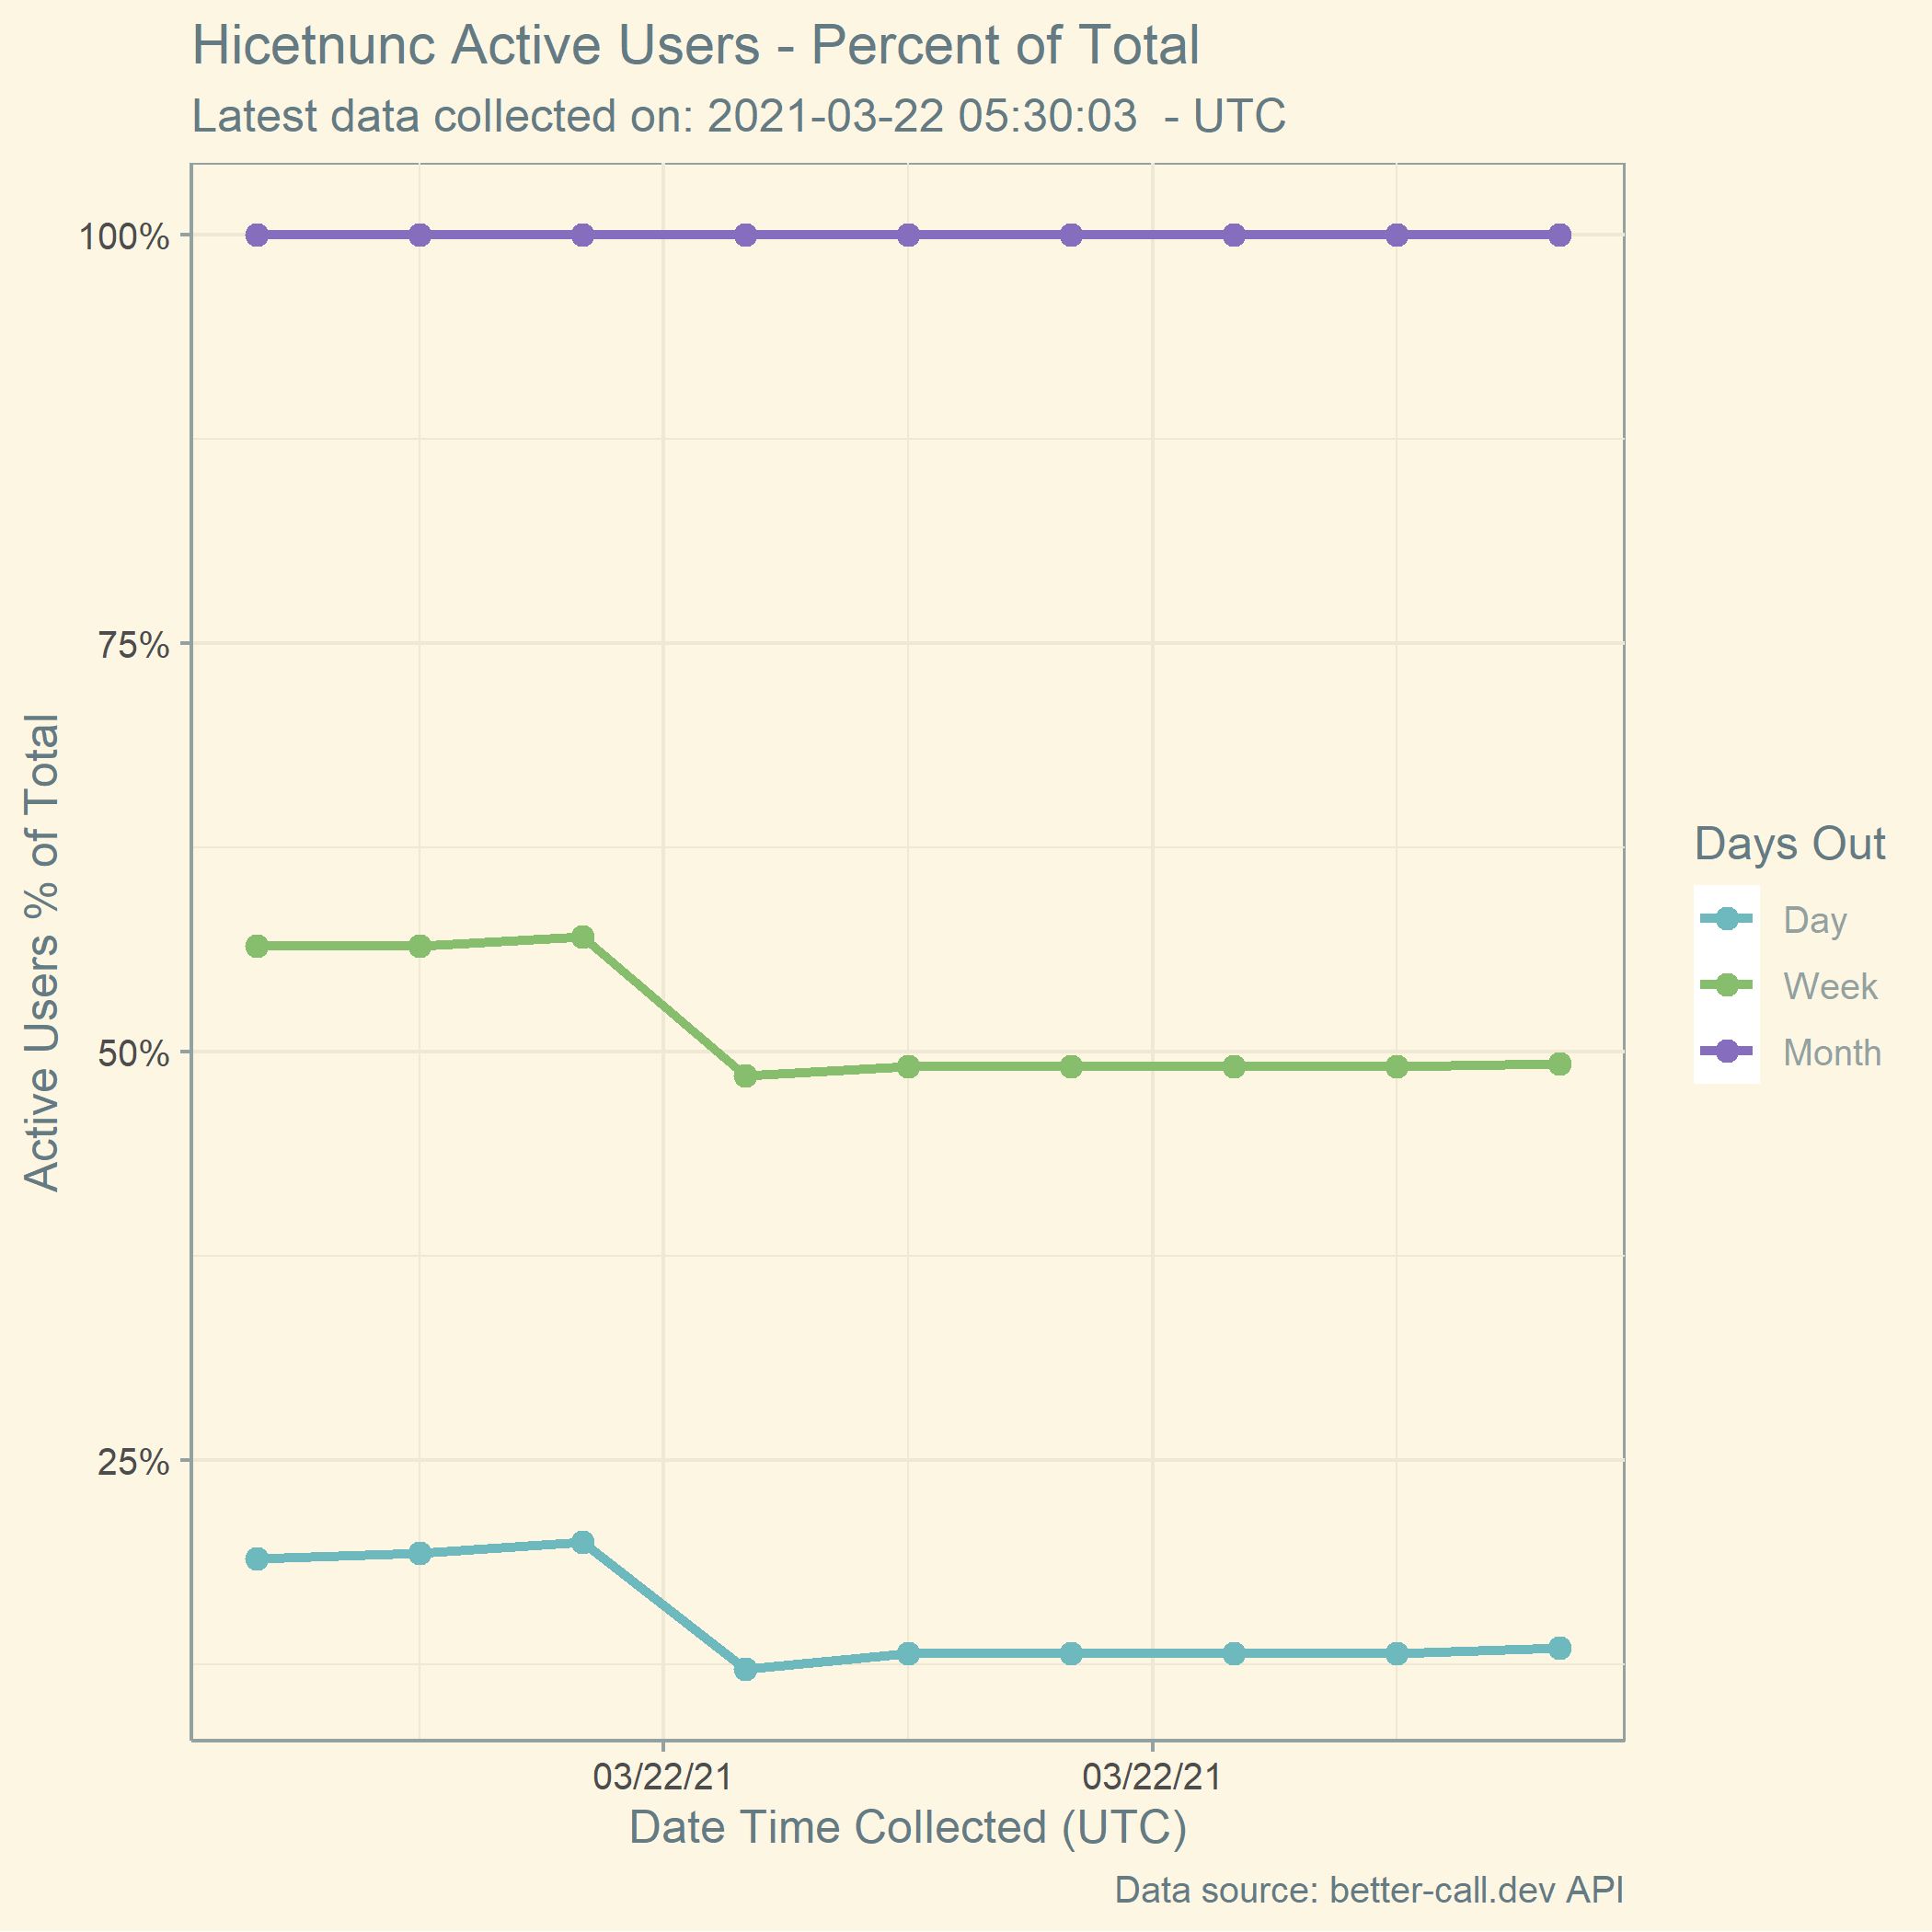 Hicetnunc Active Users - Percent of Total
Latest data collected on: 2021-03-22 05:30:03  - UTC
100%
75%
50%
25%
Active Users % of Total
Days Out
Day
Week
Month
03/22/21 03/22/21
Date Time Collected (UTC)
Data source: better-call.dev API